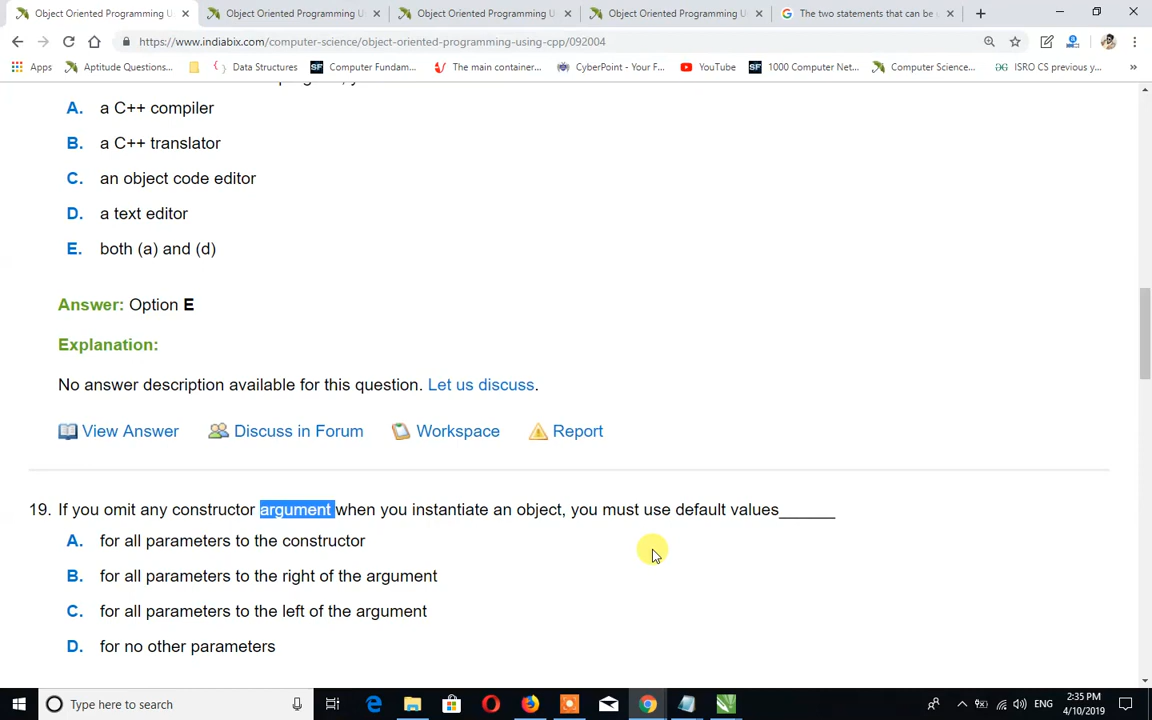 Object Oriented Programming U
Object Oriented Programming U
Object Oriented Programming U
Object Oriented Programming U
The two statements that can be
https://www.indiabix.com/computer-science/object-oriented-programming-using-cpp/092004
Apps
Aptitude Questions...
Data Structures
SF
Computer Fundam...
The main container...
CyberPoint - Your F...
YouTube
SF
1000 Computer Net...
Computer Science...
ISRO CS previous y...
»
A. a C++ compiler
B. a C++ translator
C. an object code editor
D. a text editor
E. both (a) and (d)
Answer: Option E
Explanation:
No answer description available for this question. Let us discuss.
View Answer
Discuss in Forum
Workspace
Report
19. If you omit any constructor argument when you instantiate an object, you must use default values______
A. for all parameters to the constructor
B. for all parameters to the right of the argument
C. for all parameters to the left of the argument
D. for no other parameters
Type here to search
ENG
2:35 PM
4/10/2019